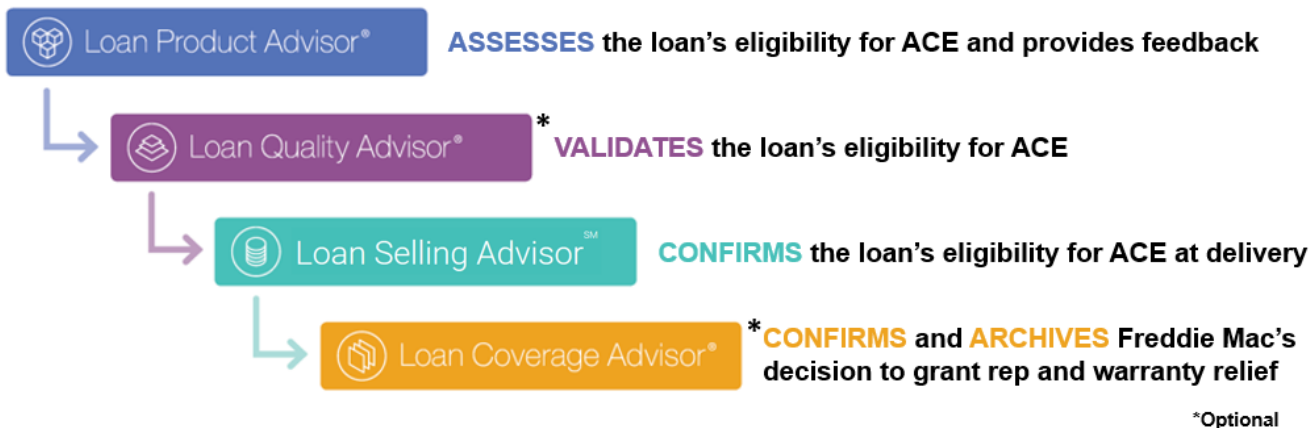 Loan Product Advisor® ASSESSES the loan's eligibility for ACE and provides feedback
Loan Quality Advisor® * VALIDATES the loan's eligibility for ACE
Loan Selling Advisor℠ CONFIRMS the loan's eligibility for ACE at delivery
Loan Coverage Advisor® * CONFIRMS and ARCHIVES Freddie Mac's
decision to grant rep and warranty relief
*Optional